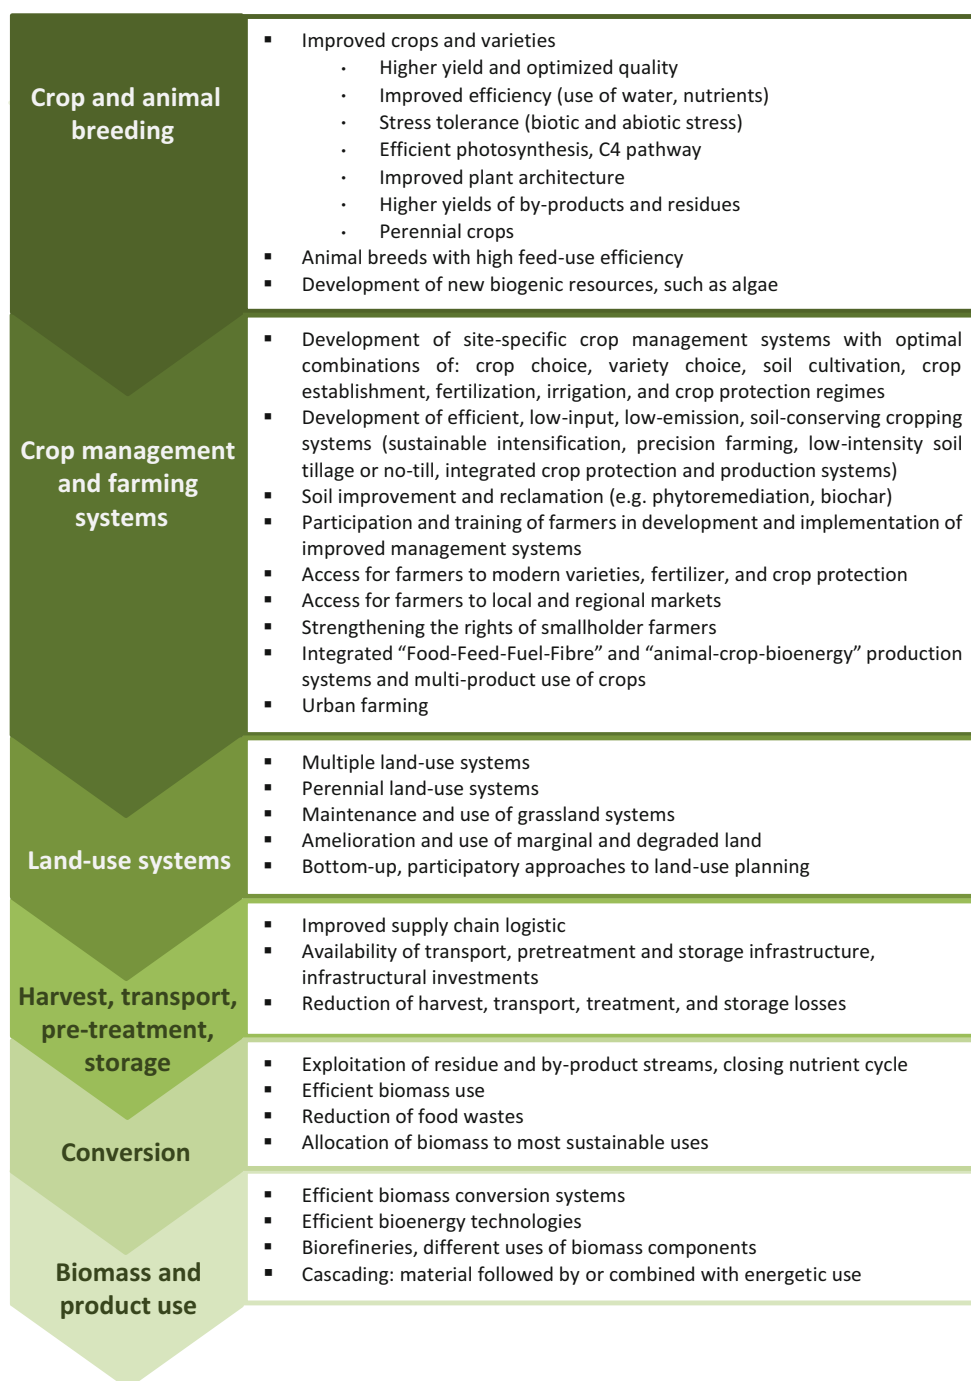 Crop and animal
breeding
▪ Improved crops and varieties
· Higher yield and optimized quality
· Improved efficiency (use of water, nutrients)
· Stress tolerance (biotic and abiotic stress)
· Efficient photosynthesis, C4 pathway
· Improved plant architecture
· Higher yields of by-products and residues
· Perennial crops
▪ Animal breeds with high feed-use efficiency
▪ Development of new biogenic resources, such as algae
Crop management
and farming
systems
▪ Development of site-specific crop management systems with optimal
combinations of: crop choice, variety choice, soil cultivation, crop
establishment, fertilization, irrigation, and crop protection regimes
▪ Development of efficient, low-input, low-emission, soil-conserving cropping
systems (sustainable intensification, precision farming, low-intensity soil
tillage or no-till, integrated crop protection and production systems)
▪ Soil improvement and reclamation (e.g. phytoremediation, biochar)
▪ Participation and training of farmers in development and implementation of
improved management systems
▪ Access for farmers to modern varieties, fertilizer, and crop protection
▪ Access for farmers to local and regional markets
▪ Strengthening the rights of smallholder farmers
▪ Integrated “Food-Feed-Fuel-Fibre” and “animal-crop-bioenergy” production
systems and multi-product use of crops
▪ Urban farming
Land-use systems
▪ Multiple land-use systems
▪ Perennial land-use systems
▪ Maintenance and use of grassland systems
▪ Amelioration and use of marginal and degraded land
▪ Bottom-up, participatory approaches to land-use planning
Harvest, transport,
pre-treatment,
storage
▪ Improved supply chain logistic
▪ Availability of transport, pretreatment and storage infrastructure,
infrastructural investments
▪ Reduction of harvest, transport, treatment, and storage losses
Conversion
▪ Exploitation of residue and by-product streams, closing nutrient cycle
▪ Efficient biomass use
▪ Reduction of food wastes
▪ Allocation of biomass to most sustainable uses
Biomass and
product use
▪ Efficient biomass conversion systems
▪ Efficient bioenergy technologies
▪ Biorefineries, different uses of biomass components
▪ Cascading: material followed by or combined with energetic use